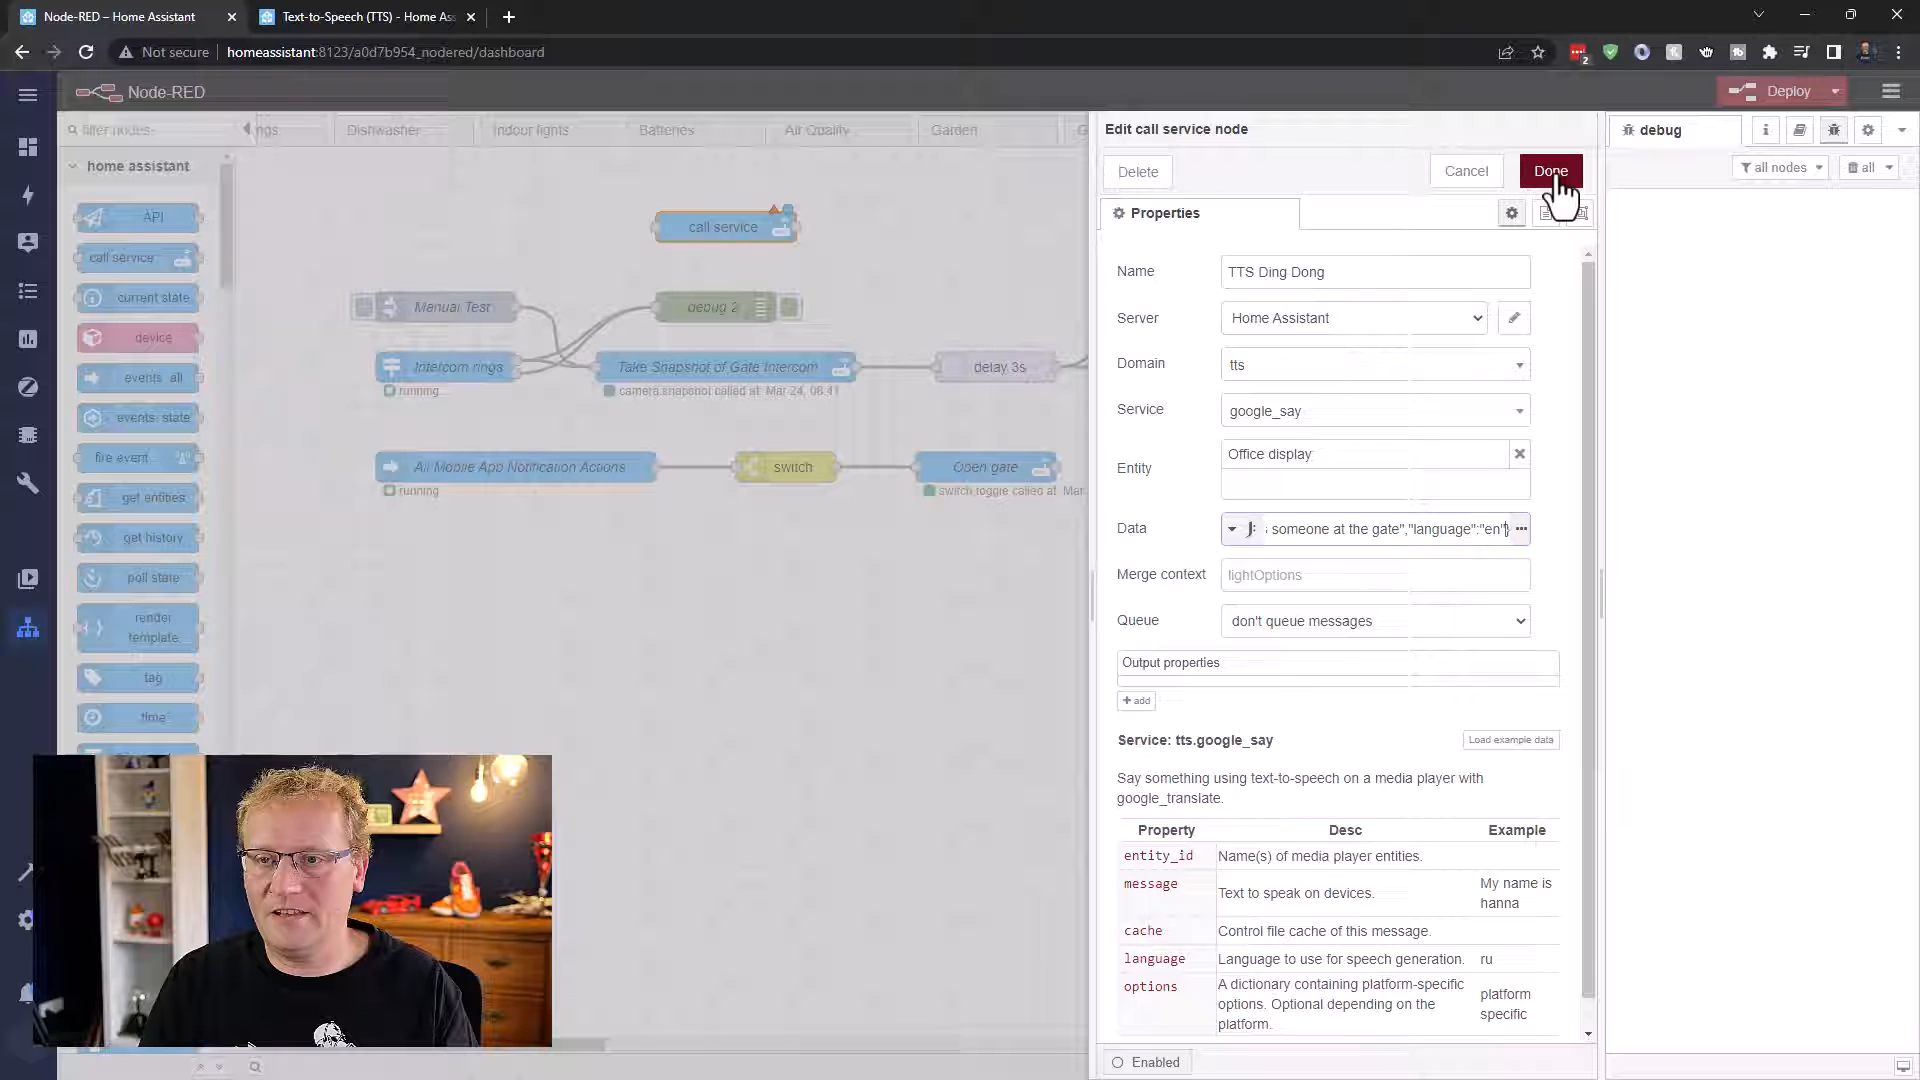 Node-RED – Home Assistant
Text-to-Speech (TTS) - Home Ass
Not secure
homeassistant:8123/a0d7b954_nodered/dashboard
2
Node-RED
Deploy
filter nodes
ngs
Dishwasher
Indoor lights
Batteries
Air Quality
Garden
home assistant
API
call service
current state
device
events: all
events: state
fire event
get entities
get history
poll state
render template
tag
time
call service
Manual Test
debug 2
Intercom rings
running
Take Snapshot of Gate Intercom
camera.snapshot called at: Mar 24, 08:41
delay 3s
All Mobile App Notification Actions
running
switch
Open gate
switch.toggle called at: Mar
Edit call service node
Delete
Cancel
Done
Properties
Name
TTS Ding Dong
Server
Home Assistant
Domain
tts
Service
google_say
Entity
Office display
Data
J: s someone at the gate","language":"en"}
Merge context
lightOptions
Queue
don't queue messages
Output properties
add
Service: tts.google_say
Load example data
Say something using text-to-speech on a media player with
google_translate.
Property Desc Example
entity_id Name(s) of media player entities.
message Text to speak on devices. My name is hanna
cache Control file cache of this message.
language Language to use for speech generation. ru
options A dictionary containing platform-specific options. Optional depending on the platform. platform specific
Enabled
debug
all nodes
all